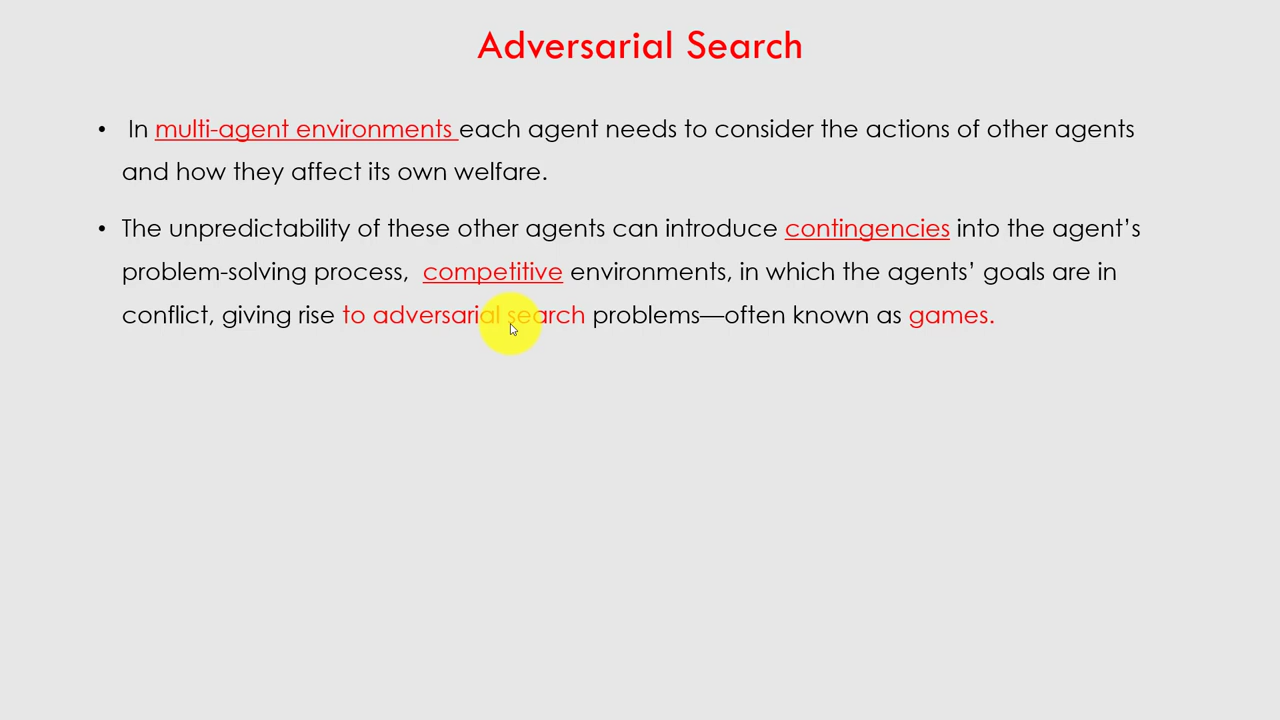 Adversarial Search
• In multi-agent environments each agent needs to consider the actions of other agents
and how they affect its own welfare.
• The unpredictability of these other agents can introduce contingencies into the agent’s
problem-solving process,  competitive environments, in which the agents’ goals are in
conflict, giving rise to adversarial search problems—often known as games.